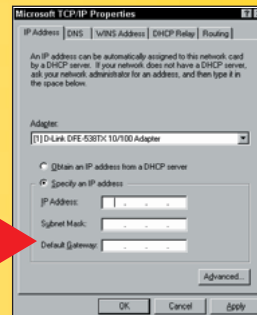 Microsoft TCP/IP Properties
IP Address DNS WINS Address DHCP Relay Routing
An IP address can be automatically assigned to this network card
by a DHCP server. If your network does not have a DHCP server,
ask your network administrator for an address, and then type it in
the space below.
Adapter:
[1] D-Link DFE-538TX 10/100 Adapter
Obtain an IP address from a DHCP server
Specify an IP address
IP Address:
Subnet Mask:
Default Gateway:
Advanced...
OK Cancel Apply